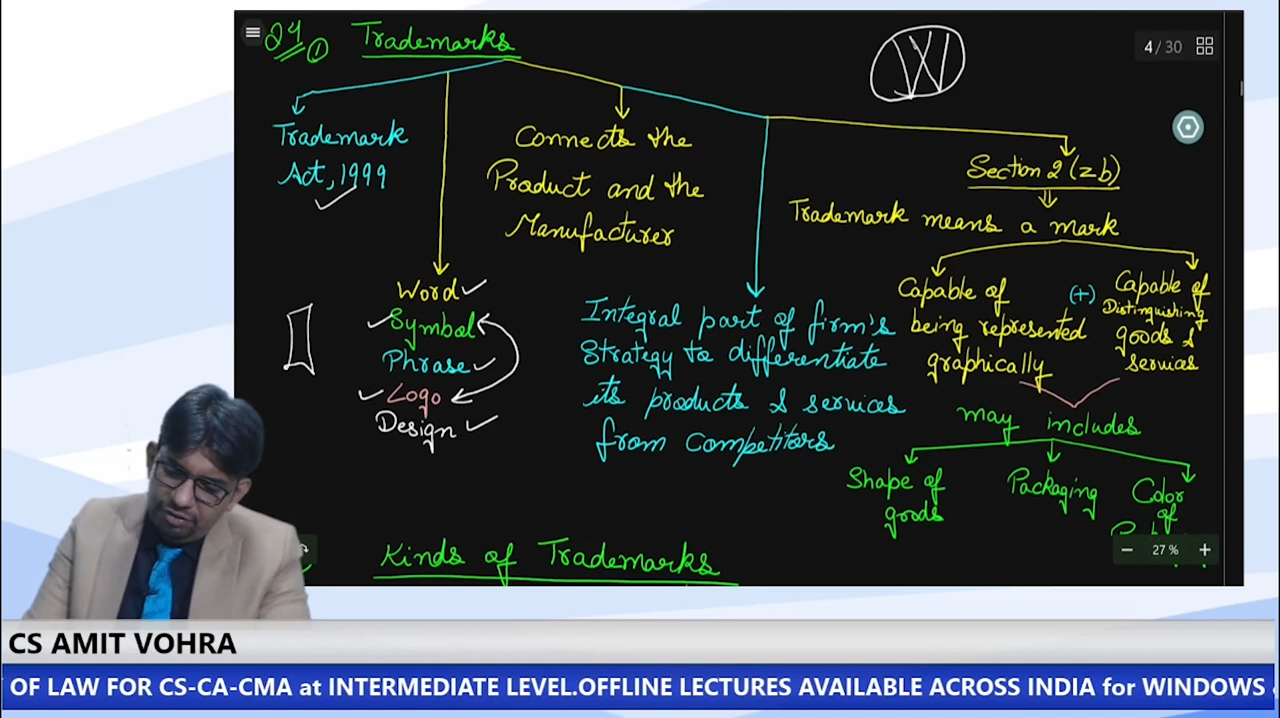 24 ① Trademarks
4 / 30
Trademark
Act, 1999
Word
Symbol
Phrase
Logo
Design
Connects the
Product and the
Manufacturer
Integral part of firm's
Strategy to differentiate
its products & services
from competitors
Section 2 (zb)
Trademark means a mark
Capable of
being represented
graphically
(+)
Capable of
Distinguishing
goods &
services
may includes
Shape of
goods
Packaging
Color
of
Kinds of Trademarks
27 %
CS AMIT VOHRA
OF LAW FOR CS-CA-CMA at INTERMEDIATE LEVEL.OFFLINE LECTURES AVAILABLE ACROSS INDIA for WINDOWS